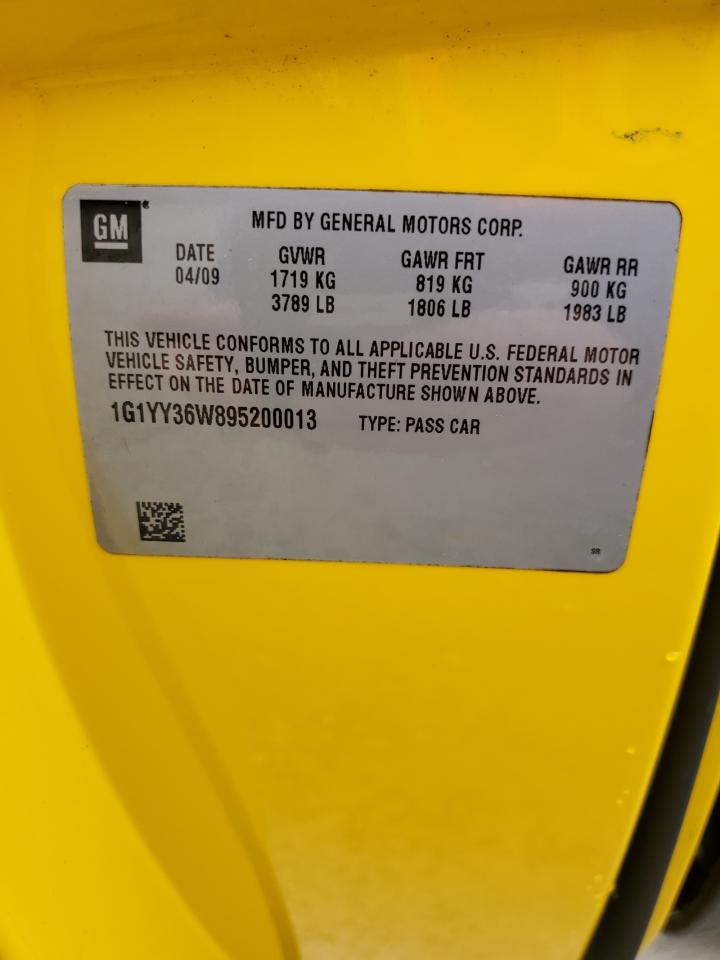 GM
MFD BY GENERAL MOTORS CORP.
DATE GVWR GAWR FRT GAWR RR
04/09 1719 KG 819 KG 900 KG
3789 LB 1806 LB 1983 LB
THIS VEHICLE CONFORMS TO ALL APPLICABLE U.S. FEDERAL MOTOR
VEHICLE SAFETY, BUMPER, AND THEFT PREVENTION STANDARDS IN
EFFECT ON THE DATE OF MANUFACTURE SHOWN ABOVE.
1G1YY36W895200013 TYPE: PASS CAR